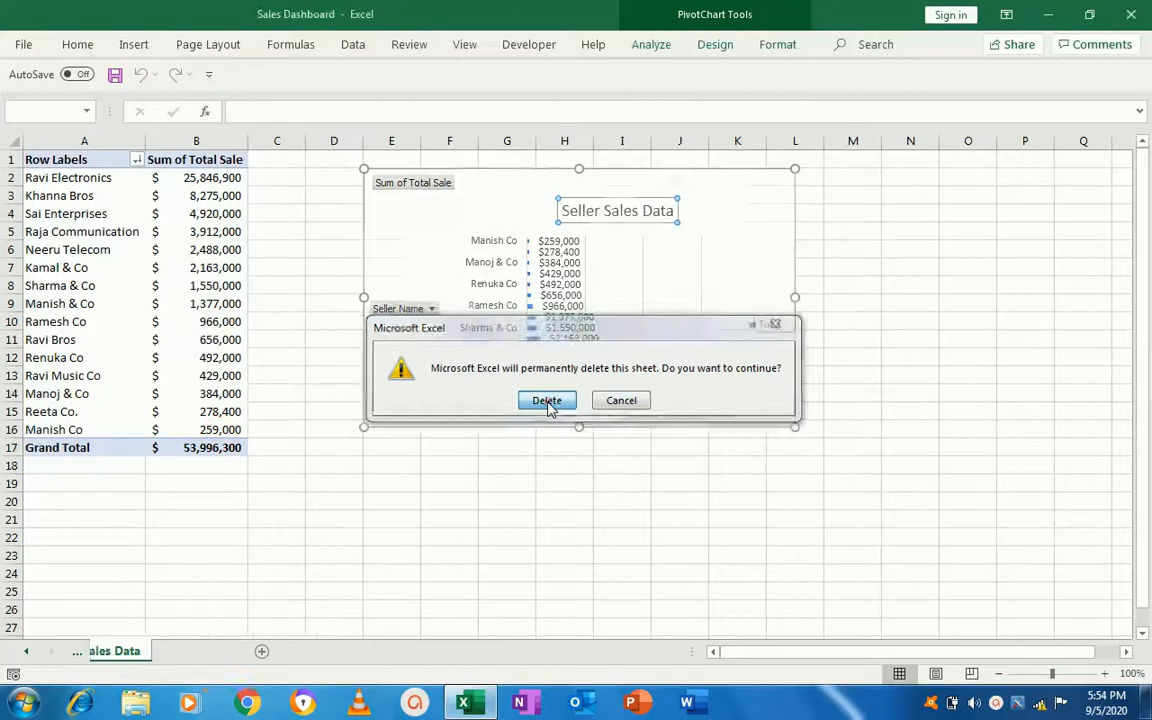 Sales Dashboard - Excel
PivotChart Tools
Sign in
File Home Insert Page Layout Formulas Data Review View Developer Help Analyze Design Format Search Share Comments
AutoSave Off
fx
A B C D E F G H I J K L M N O P Q
1 Row Labels Sum of Total Sale
2 Ravi Electronics $ 25,846,900
3 Khanna Bros $ 8,275,000
4 Sai Enterprises $ 4,920,000
5 Raja Communication $ 3,912,000
6 Neeru Telecom $ 2,488,000
7 Kamal & Co $ 2,163,000
8 Sharma & Co $ 1,550,000
9 Manish & Co $ 1,377,000
10 Ramesh Co $ 966,000
11 Ravi Bros $ 656,000
12 Renuka Co $ 492,000
13 Ravi Music Co $ 429,000
14 Manoj & Co $ 384,000
15 Reeta Co. $ 278,400
16 Manish Co $ 259,000
17 Grand Total $ 53,996,300
18
19
20
21
22
23
24
25
26
27
Sum of Total Sale
Seller Sales Data
Manish Co $259,000
$278,400
Manoj & Co $384,000
$429,000
Renuka Co $492,000
$656,000
Ramesh Co $966,000
Seller Name
Sharma & Co $1,550,000
Microsoft Excel
Microsoft Excel will permanently delete this sheet. Do you want to continue?
Delete Cancel
... ales Data
100%
5:54 PM
9/5/2020